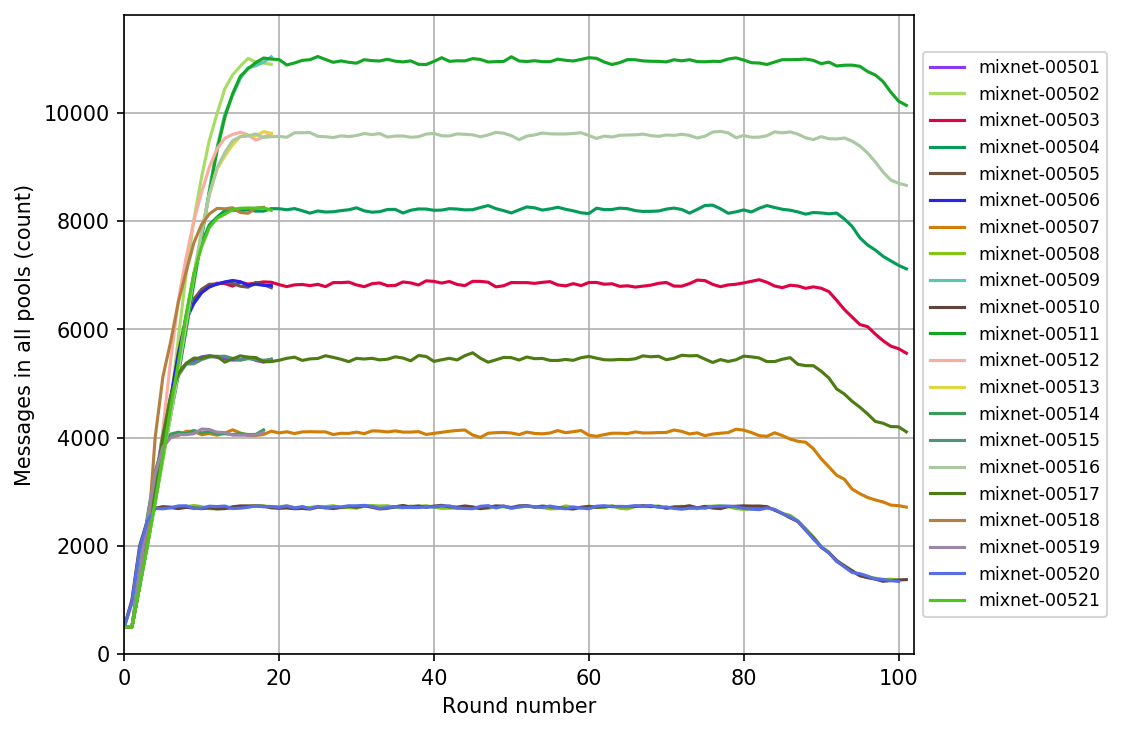 Messages in all pools (count)
10000
8000
6000
4000
2000
0
0 20 40 60 80 100
Round number
mixnet-00501
mixnet-00502
mixnet-00503
mixnet-00504
mixnet-00505
mixnet-00506
mixnet-00507
mixnet-00508
mixnet-00509
mixnet-00510
mixnet-00511
mixnet-00512
mixnet-00513
mixnet-00514
mixnet-00515
mixnet-00516
mixnet-00517
mixnet-00518
mixnet-00519
mixnet-00520
mixnet-00521